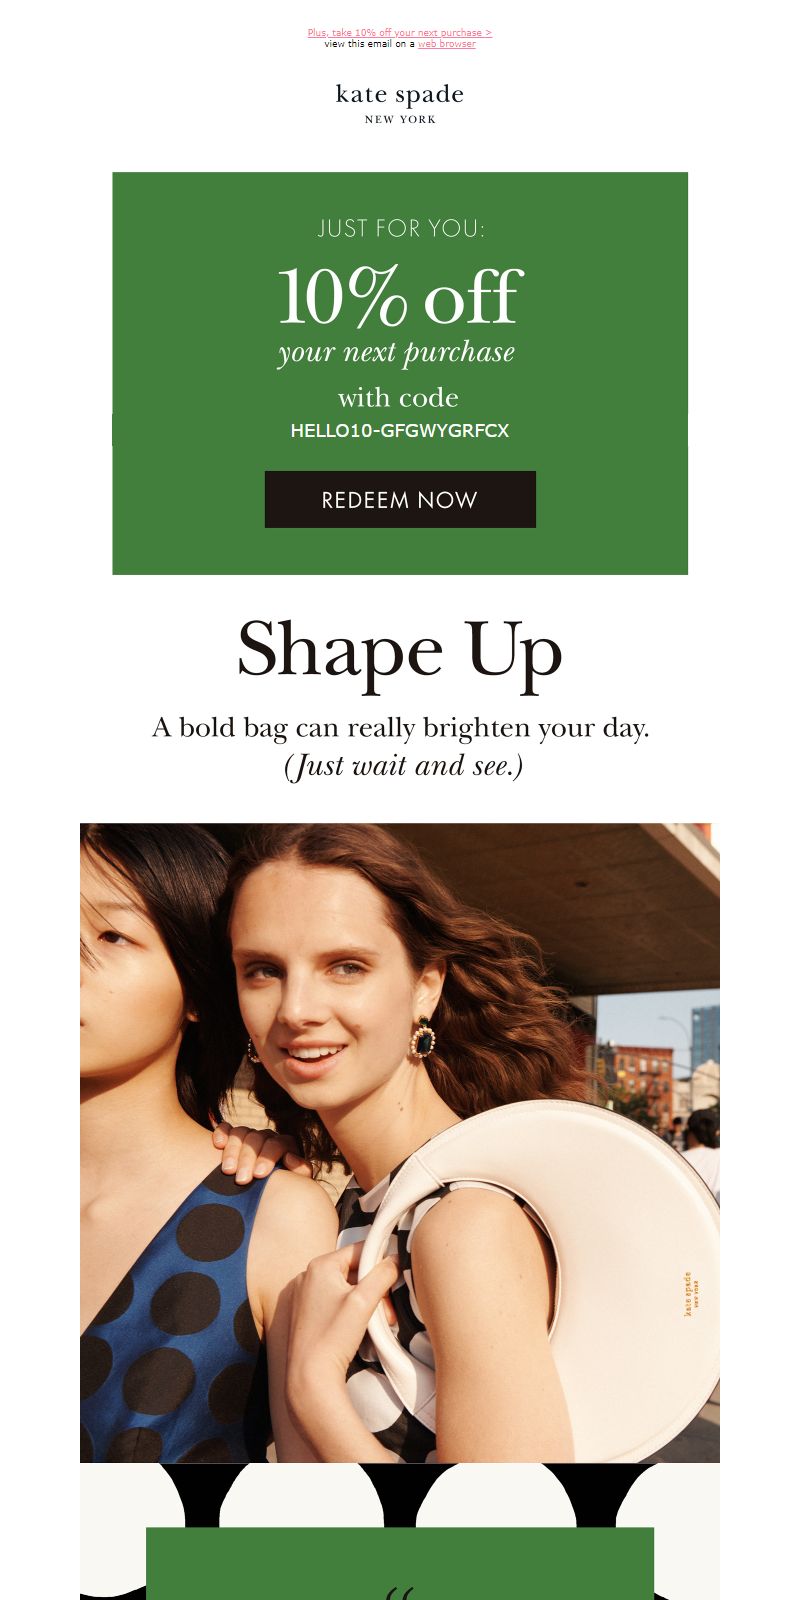 Plus, take 10% off your next purchase >
view this email on a web browser
kate spade
NEW YORK
JUST FOR YOU:
10% off
your next purchase
with code
HELLO10-GFGWYGRFCX
REDEEM NOW
Shape Up
A bold bag can really brighten your day.
(Just wait and see.)
kate spade
NEW YORK
“